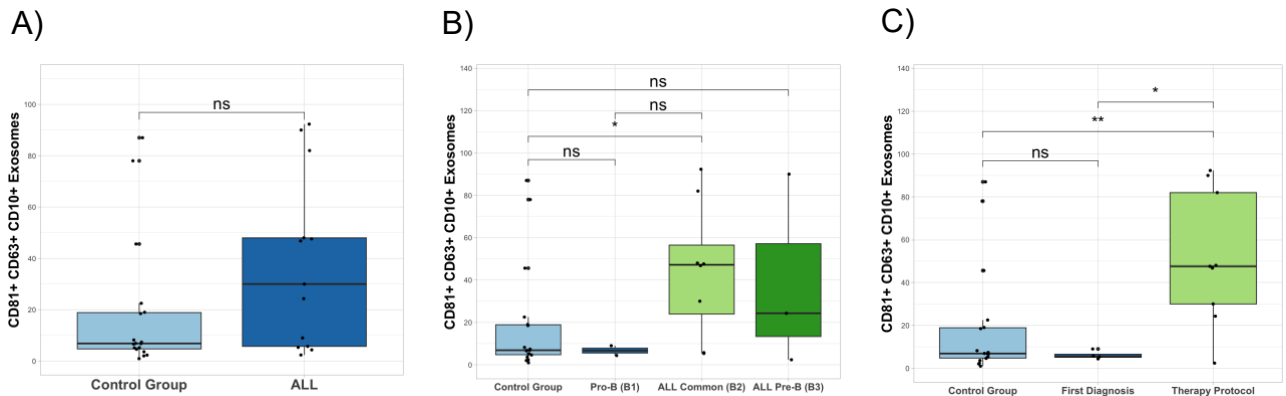 A)
B)
C)
CD81+ CD63+ CD10+ Exosomes
100
80
60
40
20
0
ns
Control Group
ALL
CD81+ CD63+ CD10+ Exosomes
140
120
100
80
60
40
20
0
ns
ns
*
ns
Control Group
Pro-B (B1)
ALL Common (B2)
ALL Pre-B (B3)
CD81+ CD63+ CD10+ Exosomes
140
120
100
80
60
40
20
0
*
**
ns
Control Group
First Diagnosis
Therapy Protocol